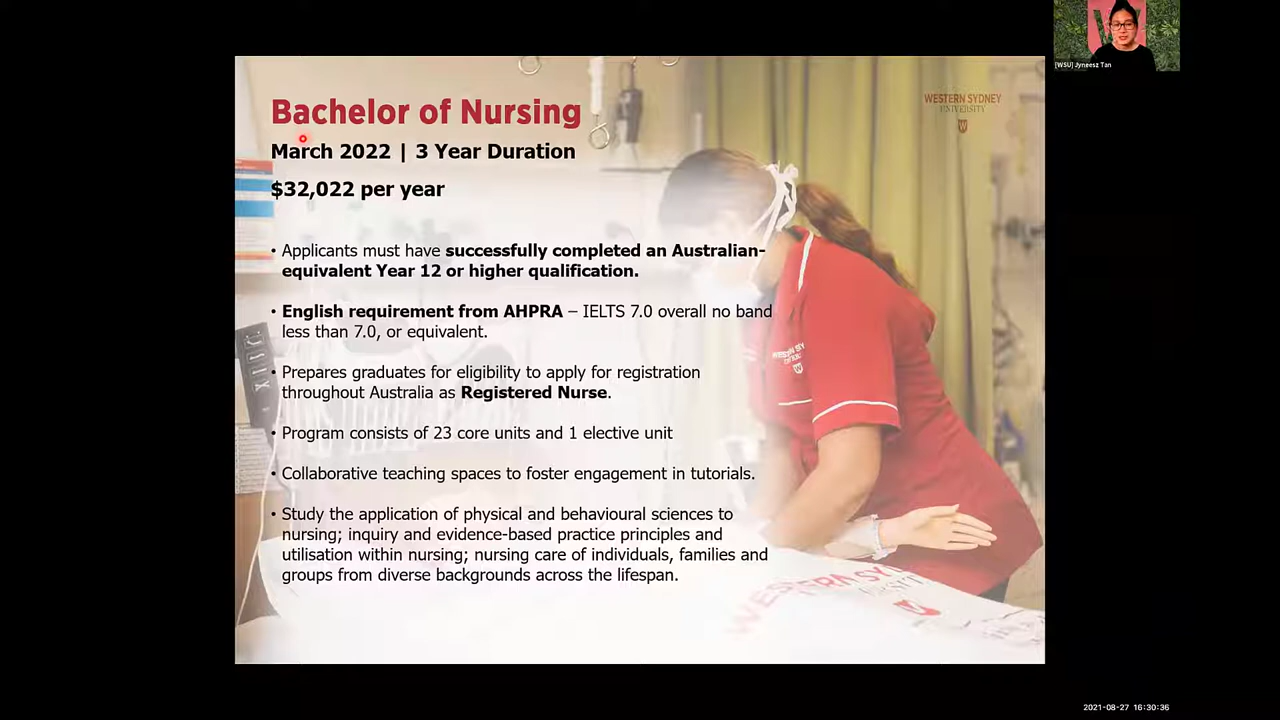 [WSU] Jyneesz Tan
Bachelor of Nursing
WESTERN SYDNEY
UNIVERSITY
W
March 2022 | 3 Year Duration
$32,022 per year
• Applicants must have successfully completed an Australian-
equivalent Year 12 or higher qualification.
• English requirement from AHPRA – IELTS 7.0 overall no band
less than 7.0, or equivalent.
• Prepares graduates for eligibility to apply for registration
throughout Australia as Registered Nurse.
• Program consists of 23 core units and 1 elective unit
• Collaborative teaching spaces to foster engagement in tutorials.
• Study the application of physical and behavioural sciences to
nursing; inquiry and evidence-based practice principles and
utilisation within nursing; nursing care of individuals, families and
groups from diverse backgrounds across the lifespan.
2021-08-27 16:30:36